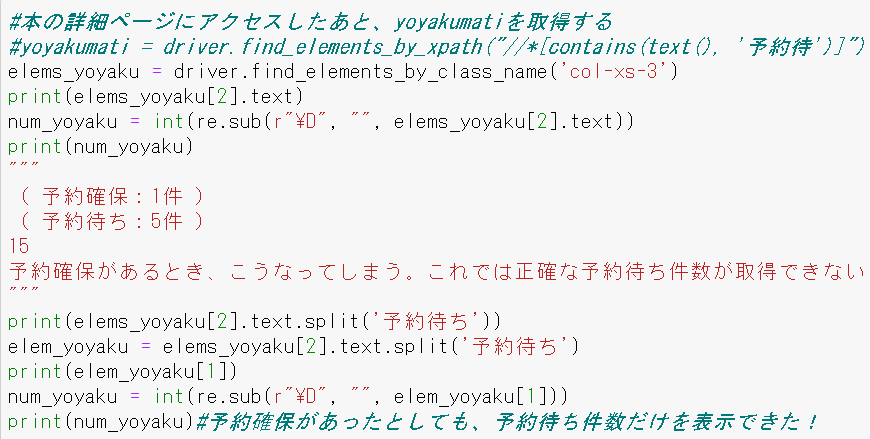 #本の詳細ページにアクセスしたあと、yoyakumatiを取得する
#yoyakumati = driver.find_elements_by_xpath("//*[contains(text(), '予約待')]")
elems_yoyaku = driver.find_elements_by_class_name('col-xs-3')
print(elems_yoyaku[2].text)
num_yoyaku = int(re.sub(r"¥D", "", elems_yoyaku[2].text))
print(num_yoyaku)
"""
( 予約確保：1件 )
( 予約待ち：5件 )
15
予約確保があるとき、こうなってしまう。これでは正確な予約待ち件数が取得できない
"""
print(elems_yoyaku[2].text.split('予約待ち'))
elem_yoyaku = elems_yoyaku[2].text.split('予約待ち')
print(elem_yoyaku[1])
num_yoyaku = int(re.sub(r"¥D", "", elem_yoyaku[1]))
print(num_yoyaku)#予約確保があったとしても、予約待ち件数だけを表示できた！